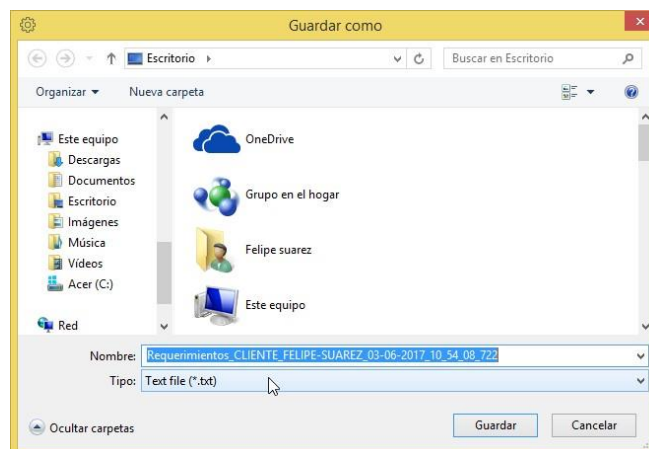 Guardar como
Escritorio
Buscar en Escritorio
Organizar
Nueva carpeta
Este equipo
Descargas
Documentos
Escritorio
Imágenes
Música
Vídeos
Acer (C:)
Red
OneDrive
Grupo en el hogar
Felipe suarez
Este equipo
Nombre: Requerimientos_CLIENTE_FELIPE-SUAREZ_03-06-2017_10_54_08_722
Tipo: Text file (*.txt)
Ocultar carpetas
Guardar
Cancelar